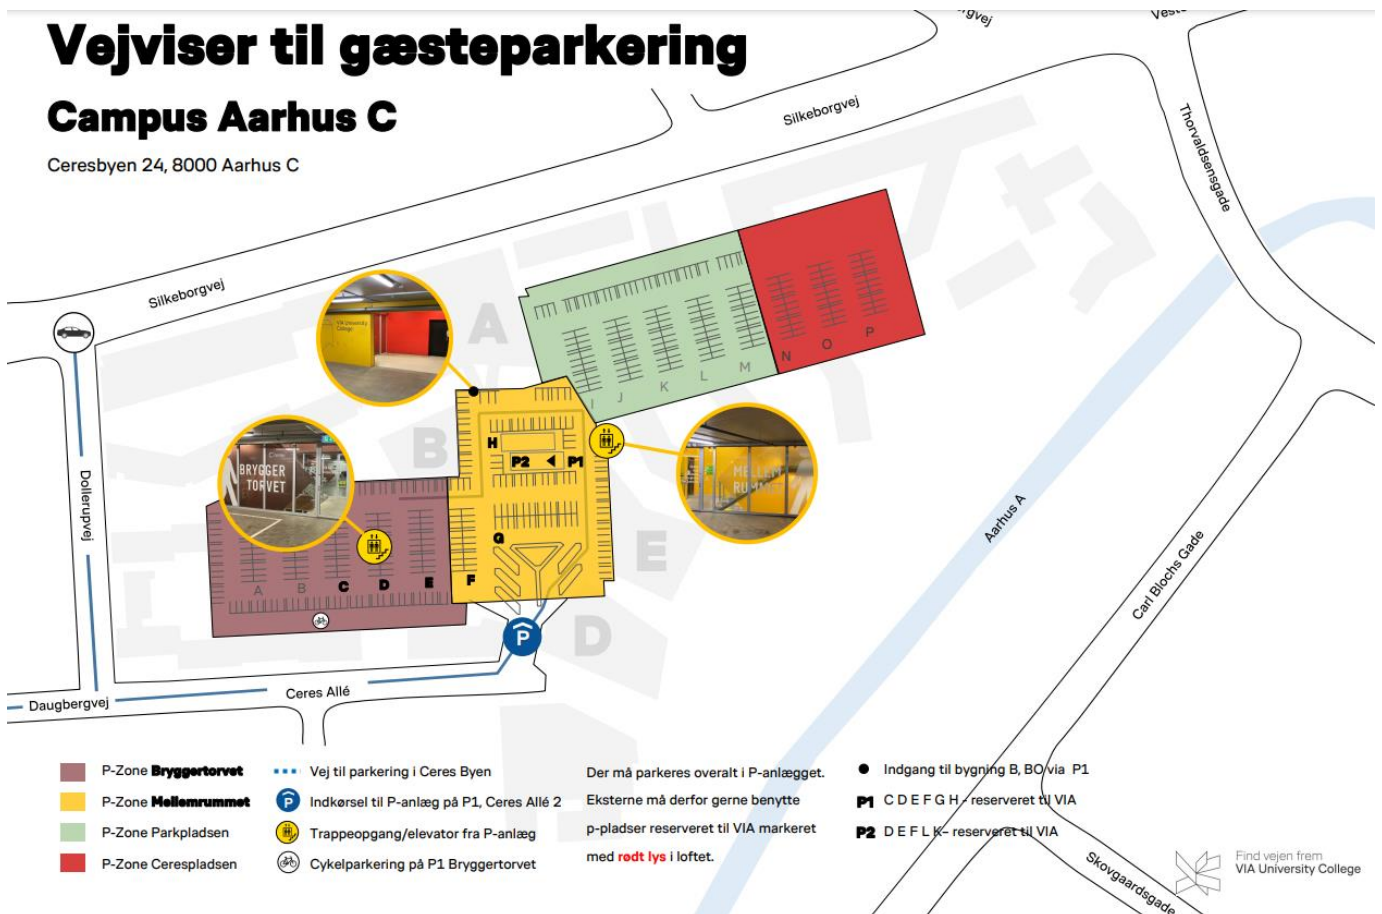 Vejviser til gæsteparkering
Campus Aarhus C
Ceresbyen 24, 8000 Aarhus C
Silkeborgvej
Thorvaldsensgade
Silkeborgvej
A
VIA University
College
N O P
I J K L M
B
H
P2 P1
BRYGGER
TORVET
MELLEM
RUMMET
Dollerupvej
G
E
Aarhus Å
A B C D E F
D
P
Carl Blochs Gade
Ceres Allé
Daugbergvej
P-Zone Bryggertorvet
P-Zone Mellemrummet
P-Zone Parkpladsen
P-Zone Cerespladsen
Vej til parkering i Ceres Byen
P Indkørsel til P-anlæg på P1, Ceres Allé 2
Trappeopgang/elevator fra P-anlæg
Cykelparkering på P1 Bryggertorvet
Der må parkeres overalt i P-anlægget.
Eksterne må derfor gerne benytte
p-pladser reserveret til VIA markeret
med rødt lys i loftet.
Indgang til bygning B, BO via P1
P1 C D E F G H - reserveret til VIA
P2 D E F L K- reserveret til VIA
Skovgaardsgade
Find vejen frem
VIA University College